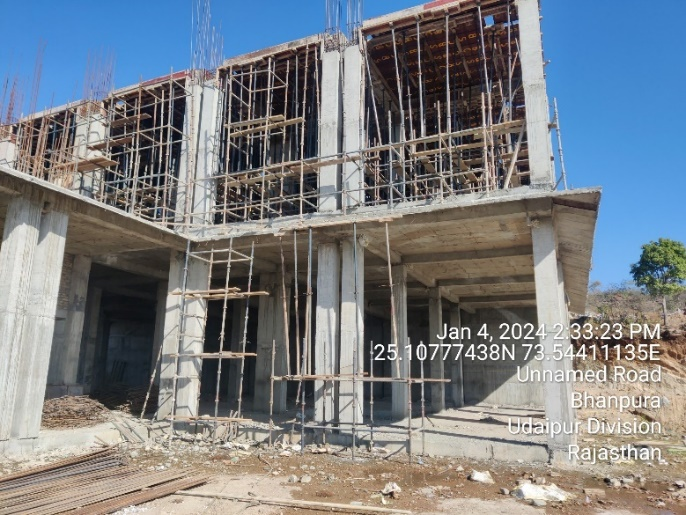 Jan 4, 2024 2:33:23 PM
25.10777438N 73.54411135E
Unnamed Road
Bhanpura
Udaipur Division
Rajasthan